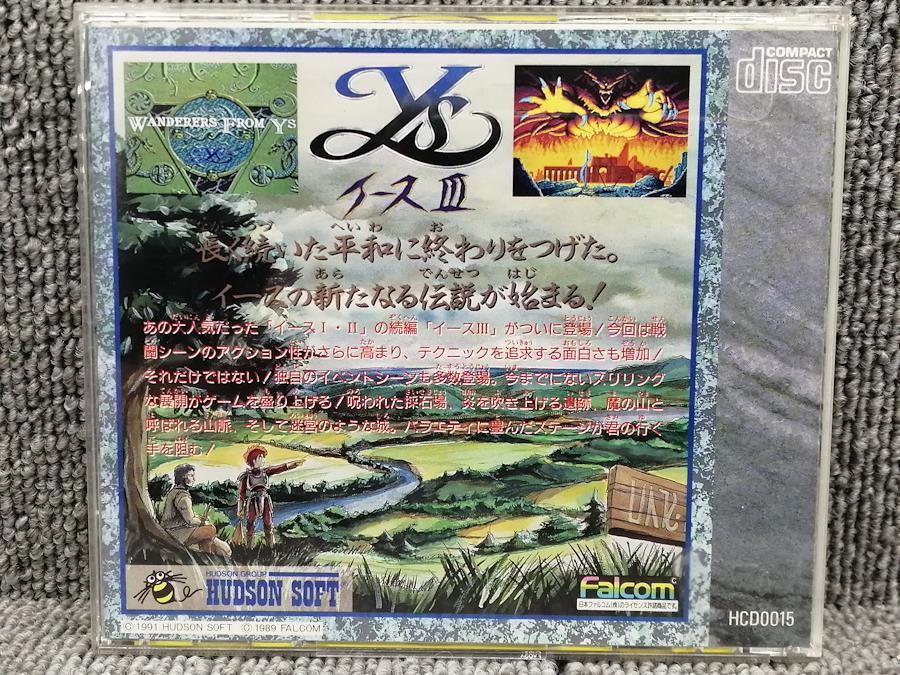 COMPACT
disc
WANDERERS FROM YS
Ys
イースIII
長く続いた平和に終わりをつげた。
イースの新たなる伝説が始まる!
あの大人気だった「イースⅠ・Ⅱ」の続編「イースⅢ」がついに登場!今回は戦
闘シーンのアクション性がさらに高まり、テクニックを追求する面白さも増加!
それだけではない!独自のイベントシーンも多数登場。今までにないスリリング
な展開がゲームを盛り上げる!呪われた採石場、炎を吹き上げる遺跡、魔の山と
呼ばれる山脈、そして迷宮のような城。バラエティに豊んだステージが君の行く
手を阻む!
HUDSON GROUP
HUDSON SOFT
Falcom
日本ファルコム(株)のライセンス許諾商品です。
© 1991 HUDSON SOFT © 1989 FALCOM
HCD0015